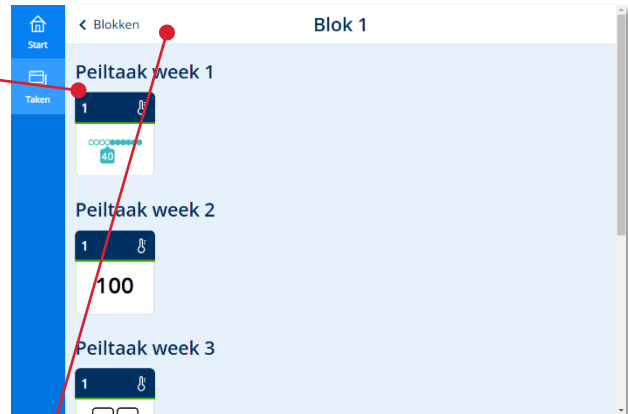 Start
Taken
Blokken
Blok 1
Peiltaak week 1
1
40
Peiltaak week 2
1
100
Peiltaak week 3
1